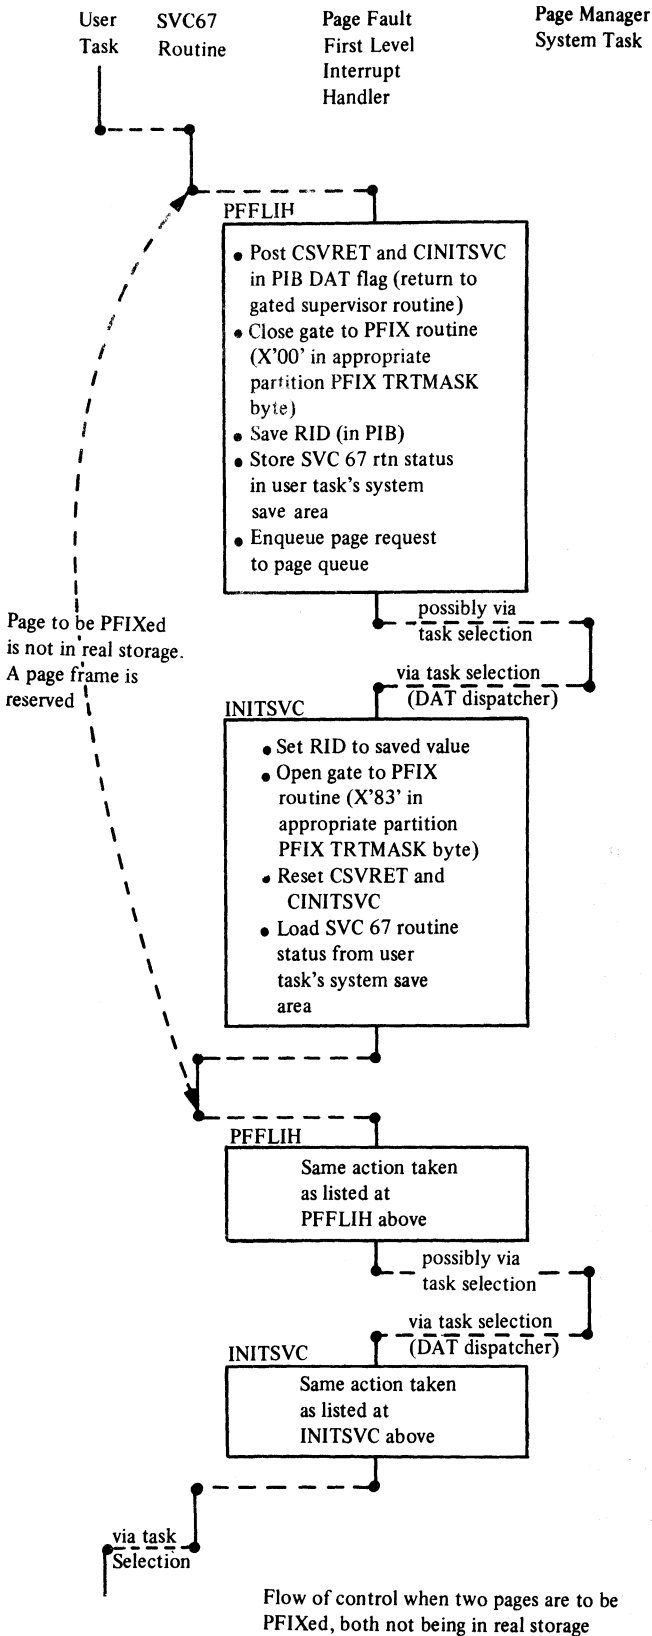 User
Task
SVC67
Routine
Page Fault
First Level
Interrupt
Handler
Page Manager
System Task
PFFLIH
• Post CSVRET and CINITSVC
in PIB DAT flag (return to
gated supervisor routine)
• Close gate to PFIX routine
(X'00' in appropriate
partition PFIX TRTMASK
byte)
• Save RID (in PIB)
• Store SVC 67 rtn status
in user task's system
save area
• Enqueue page request
to page queue
possibly via
task selection
Page to be PFIXed
is not in real storage.
A page frame is
reserved
via task selection
(DAT dispatcher)
INITSVC
• Set RID to saved value
• Open gate to PFIX
routine (X'83' in
appropriate partition
PFIX TRTMASK byte)
• Reset CSVRET and
CINITSVC
• Load SVC 67 routine
status from user
task's system save
area
PFFLIH
Same action taken
as listed at
PFFLIH above
possibly via
task selection
via task selection
(DAT dispatcher)
INITSVC
Same action taken
as listed at
INITSVC above
via task
Selection
Flow of control when two pages are to be
PFIXed, both not being in real storage